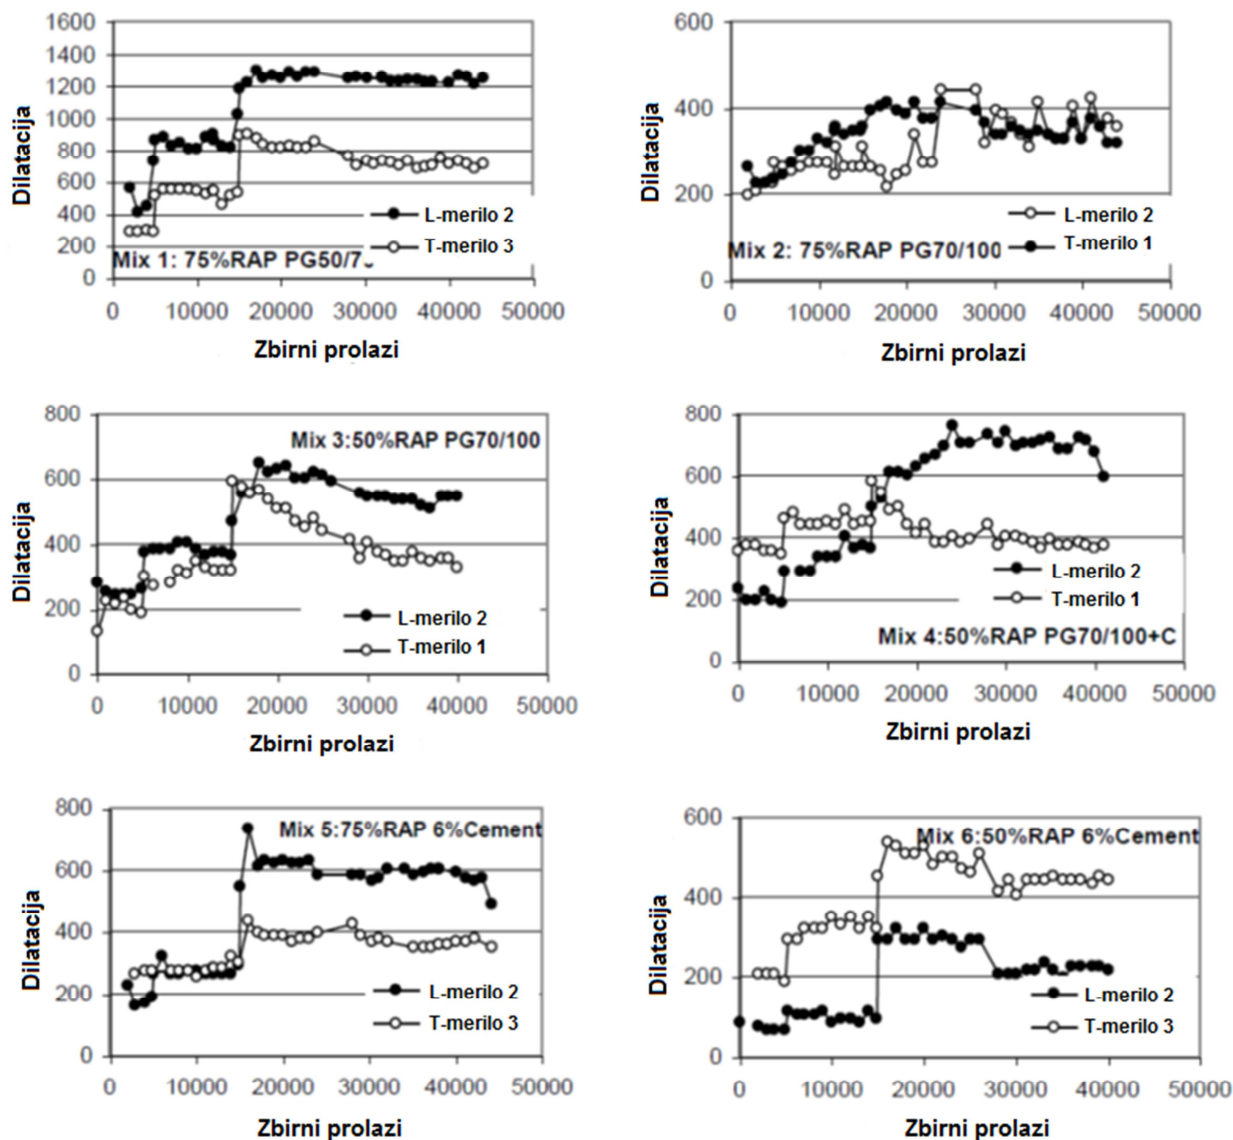 1600
1400
1200
1000
800
600
400
200
0
Dilatacija
L-merilo 2
T-merilo 3
Mix 1: 75%RAP PG50/7
0 10000 20000 30000 40000 50000
Zbirni prolazi
600
400
200
0
Dilatacija
L-merilo 2
T-merilo 1
Mix 2: 75%RAP PG70/100
0 10000 20000 30000 40000 50000
Zbirni prolazi
800
600
400
200
0
Dilatacija
Mix 3:50%RAP PG70/100
L-merilo 2
T-merilo 1
0 10000 20000 30000 40000 50000
Zbirni prolazi
800
600
400
200
0
Dilatacija
L-merilo 2
T-merilo 1
Mix 4:50%RAP PG70/100+C
0 10000 20000 30000 40000 50000
Zbirni prolazi
800
600
400
200
0
Dilatacija
Mix 5:75%RAP 6%Cement
L-merilo 2
T-merilo 3
0 10000 20000 30000 40000 50000
Zbirni prolazi
600
400
200
0
Dilatacija
Mix 6:50%RAP 6%Cement
L-merilo 2
T-merilo 3
0 10000 20000 30000 40000 50000
Zbirni prolazi